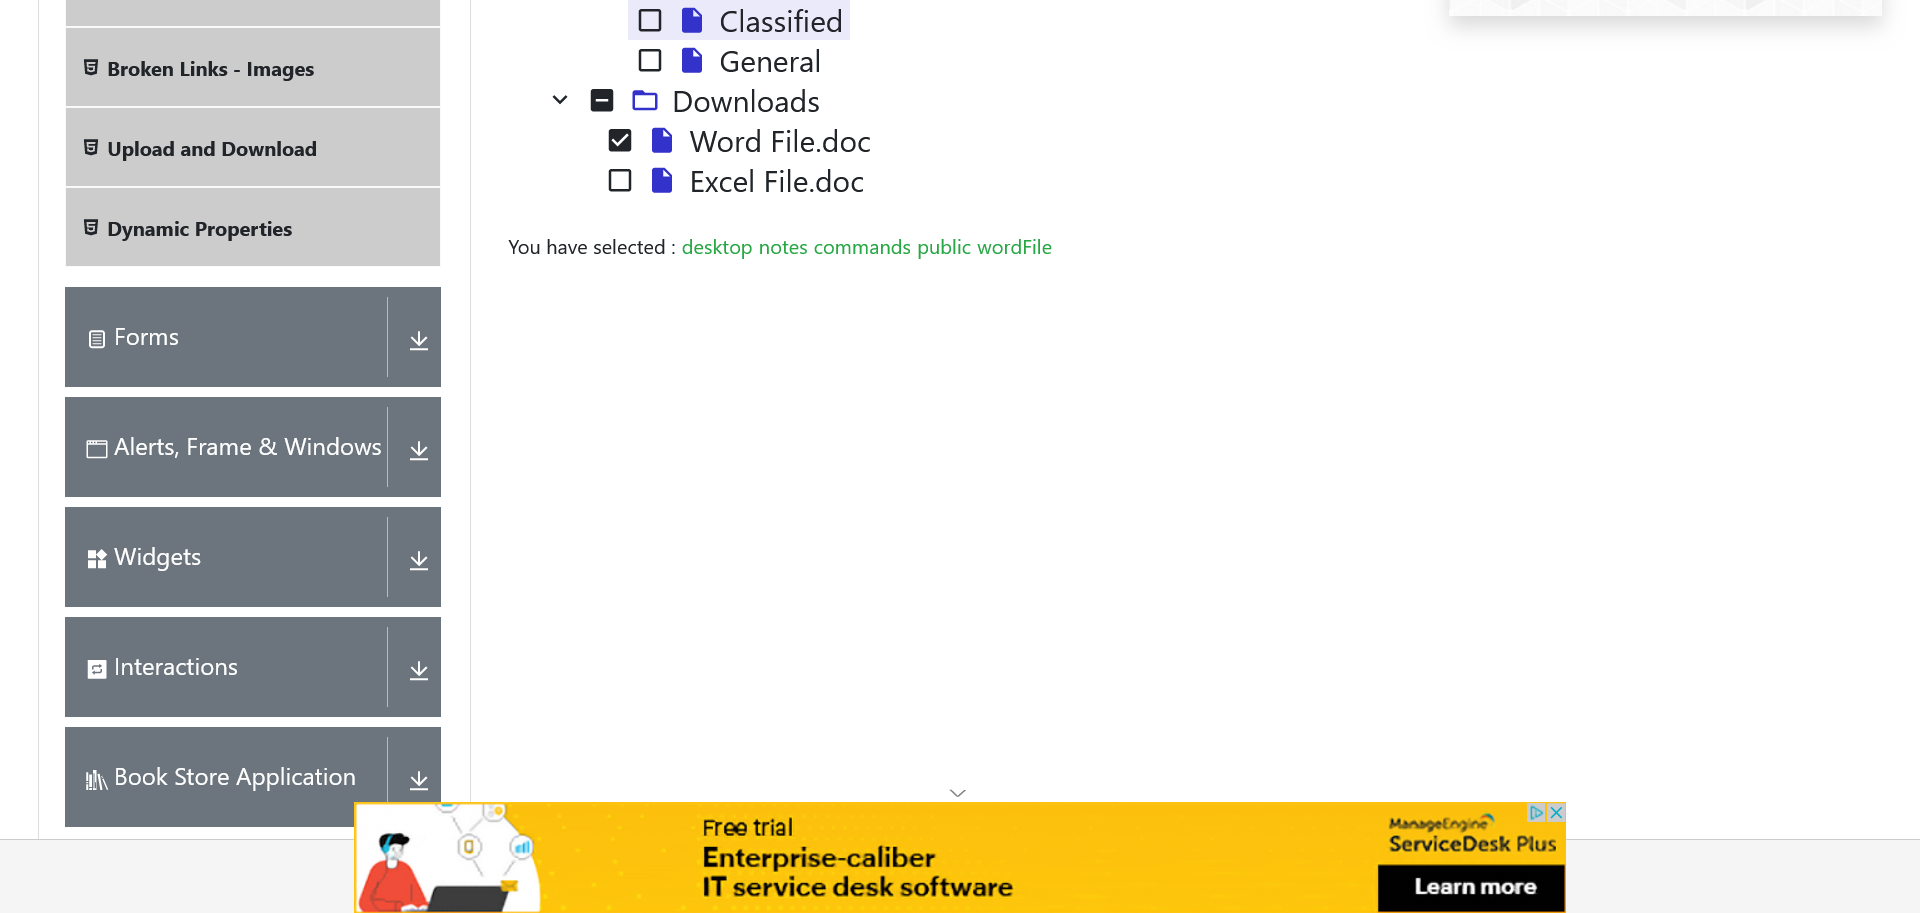 Classified
General
Downloads
Word File.doc
Excel File.doc
You have selected : desktop notes commands public wordFile
Broken Links - Images
Upload and Download
Dynamic Properties
Forms
Alerts, Frame & Windows
Widgets
Interactions
Book Store Application
Free trial
Enterprise-caliber
IT service desk software
ManageEngine
ServiceDesk Plus
Learn more